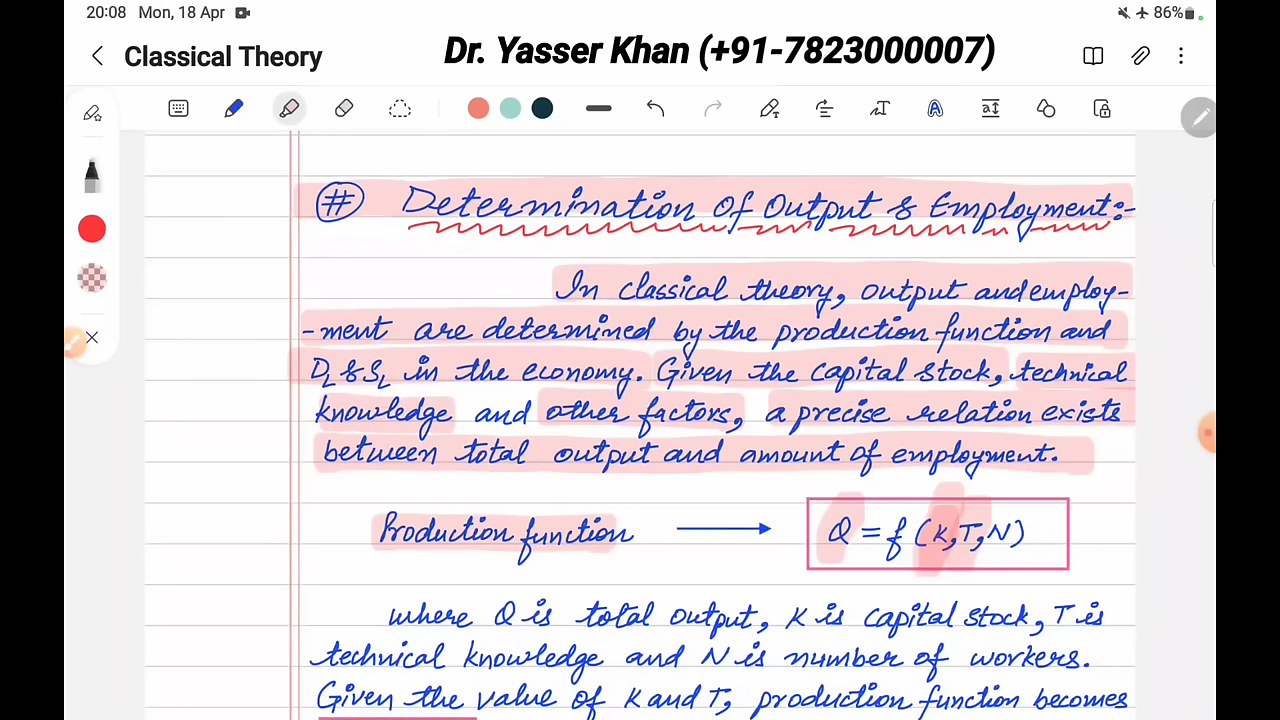 20:08 Mon, 18 Apr
86%
Classical Theory
Dr. Yasser Khan (+91-7823000007)
# Determination Of Output & Employment:-
In classical theory, output and employ-
-ment are determined by the production function and
DL & SL in the economy. Given the capital stock, technical
knowledge and other factors, a precise relation exists
between total output and amount of employment.
Production function → Q = f (K, T, N)
where Q is total output, K is capital stock, T is
technical knowledge and N is number of workers.
Given the value of K and T, production function becomes